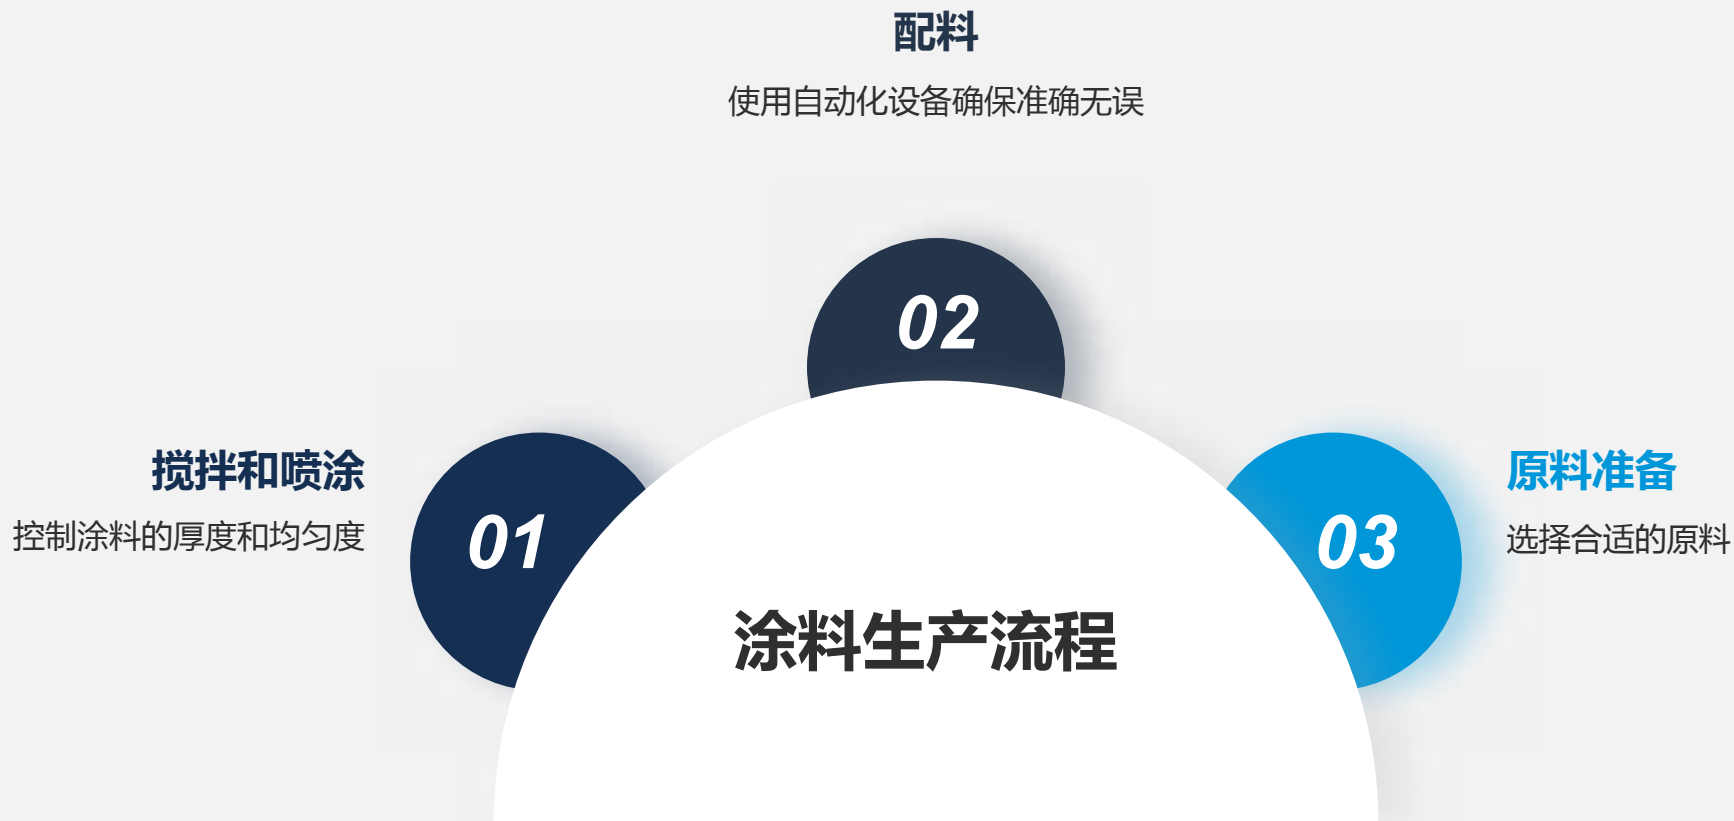 配料
使用自动化设备确保准确无误
02
搅拌和喷涂
控制涂料的厚度和均匀度
01
03
原料准备
选择合适的原料
涂料生产流程